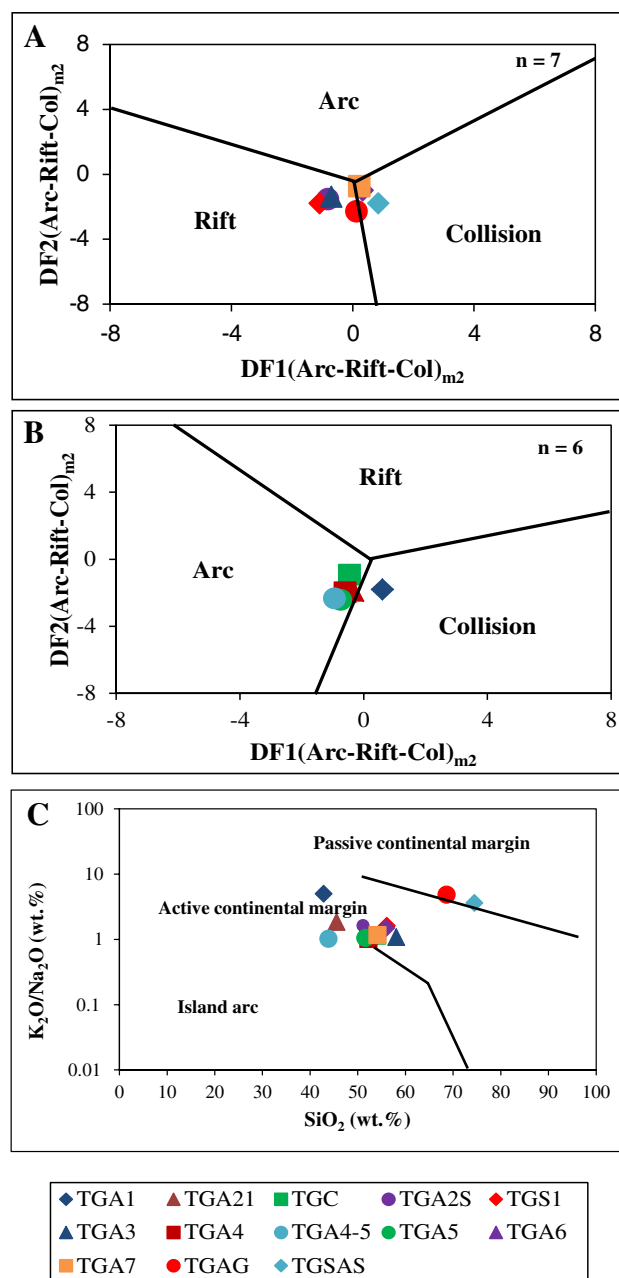 A
n = 7
Arc
Rift
Collision
DF2(Arc-Rift-Col)m2
8
4
0
-4
-8
-8 -4 0 4 8
DF1(Arc-Rift-Col)m2
B
n = 6
Rift
Arc
Collision
DF2(Arc-Rift-Col)m2
8
4
0
-4
-8
-8 -4 0 4 8
DF1(Arc-Rift-Col)m2
C
Passive continental margin
Active continental margin
Island arc
K2O/Na2O (wt.%)
100
10
1
0.1
0.01
0 10 20 30 40 50 60 70 80 90 100
SiO2 (wt.%)
TGA1 TGA21 TGC TGA2S TGS1
TGA3 TGA4 TGA4-5 TGA5 TGA6
TGA7 TGAG TGSAS